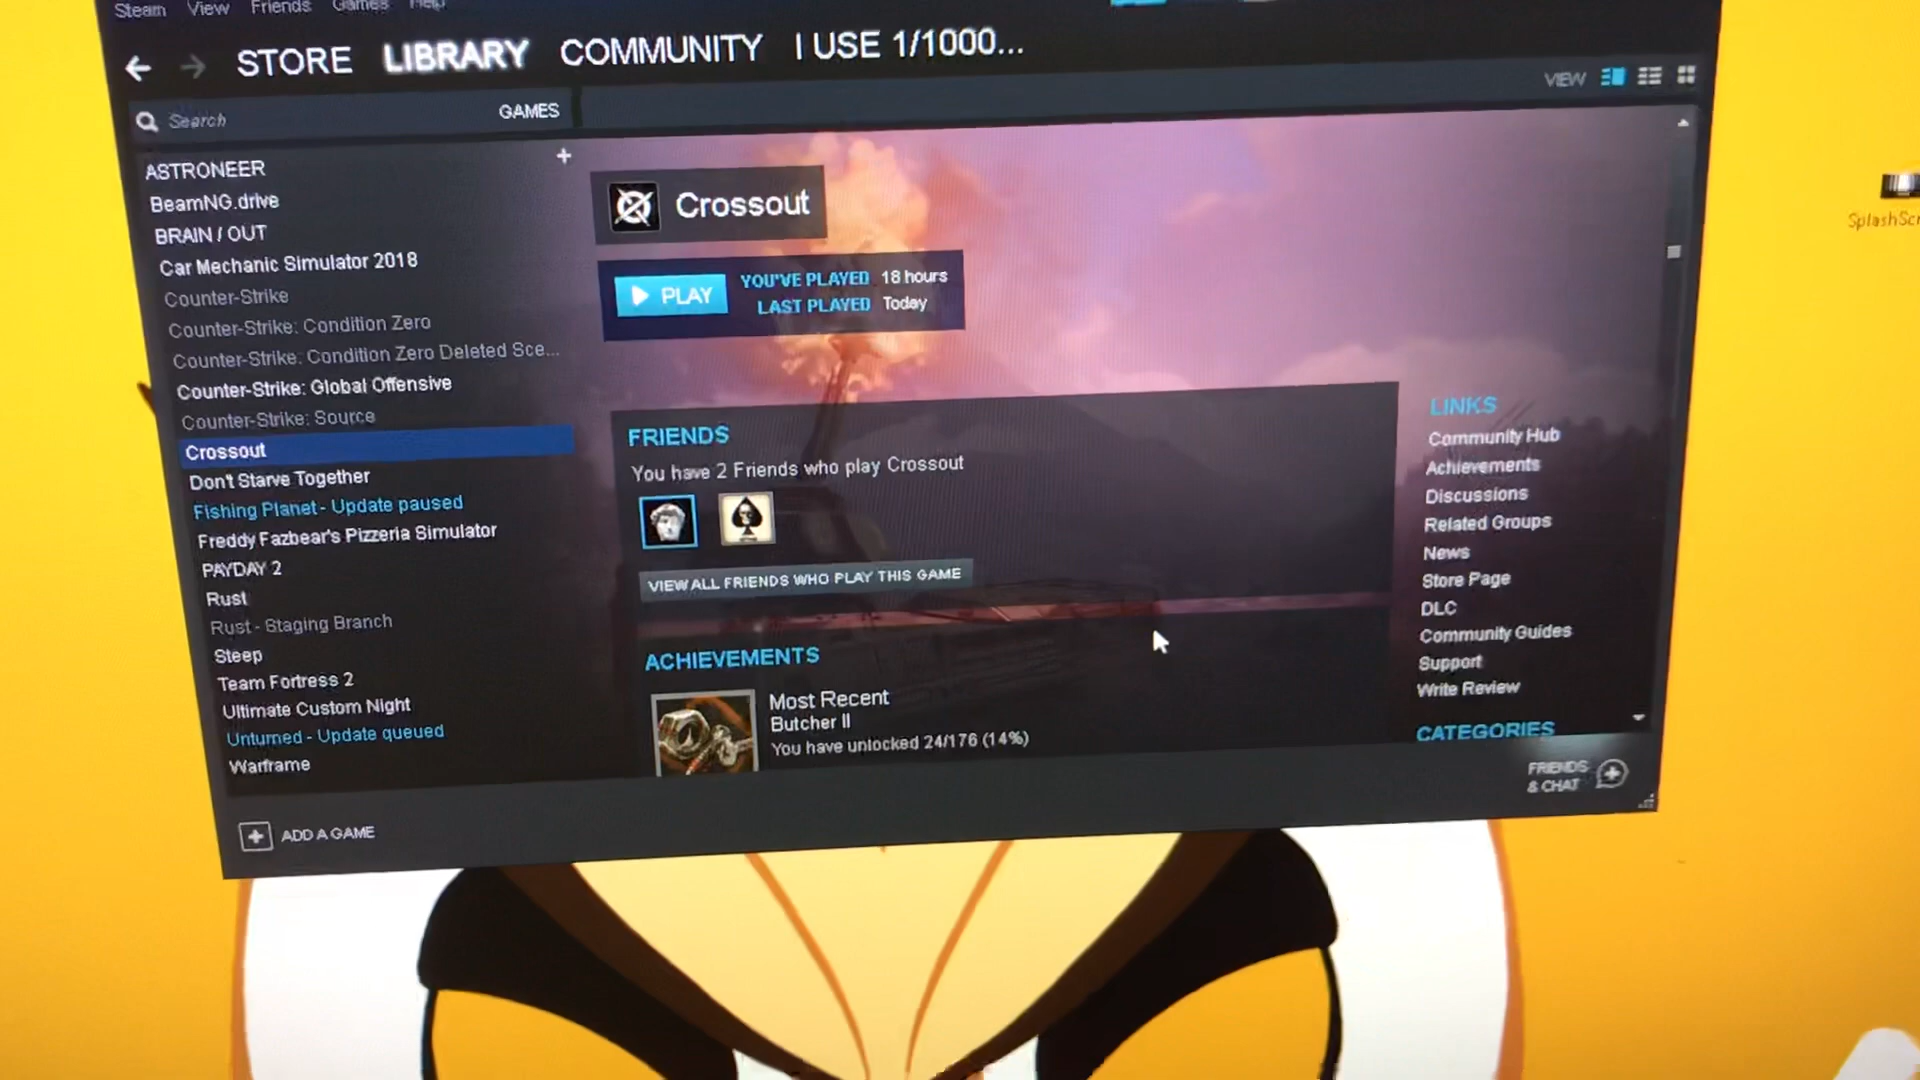 Steam View Friends Games Help
STORE LIBRARY COMMUNITY I USE 1/1000...
VIEW
Search GAMES
ASTRONEER
BeamNG.drive
BRAIN / OUT
Car Mechanic Simulator 2018
Counter-Strike
Counter-Strike: Condition Zero
Counter-Strike: Condition Zero Deleted Sce...
Counter-Strike: Global Offensive
Counter-Strike: Source
Crossout
Don't Starve Together
Fishing Planet - Update paused
Freddy Fazbear's Pizzeria Simulator
PAYDAY 2
Rust
Rust - Staging Branch
Steep
Team Fortress 2
Ultimate Custom Night
Unturned - Update queued
Warframe
ADD A GAME
Crossout
PLAY
YOU'VE PLAYED 18 hours
LAST PLAYED Today
FRIENDS
You have 2 Friends who play Crossout
VIEW ALL FRIENDS WHO PLAY THIS GAME
ACHIEVEMENTS
Most Recent
Butcher II
You have unlocked 24/176 (14%)
LINKS
Community Hub
Achievements
Discussions
Related Groups
News
Store Page
DLC
Community Guides
Support
Write Review
CATEGORIES
FRIENDS
& CHAT